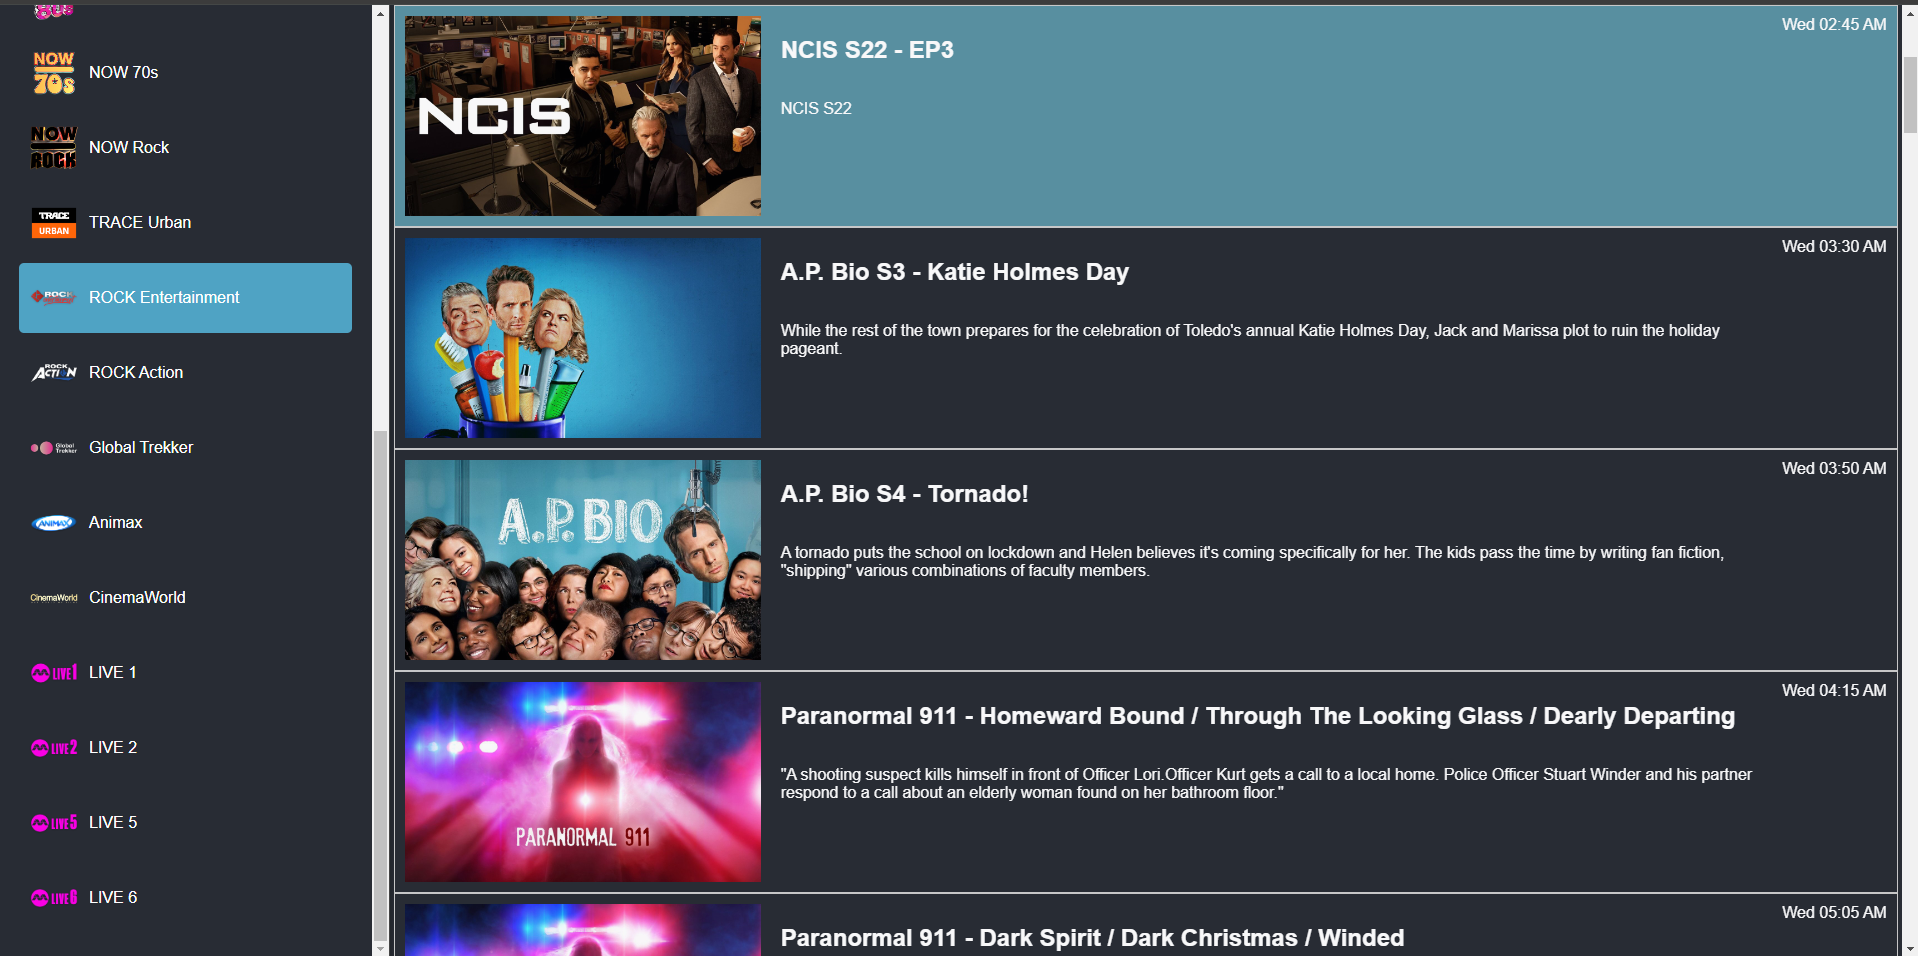 80s
NOW
70s
NOW 70s
NOW
ROCK
NOW Rock
TRACE
URBAN
TRACE Urban
ROCK
ROCK Entertainment
ROCK
ACTION
ROCK Action
Global
Trekker
Global Trekker
ANIMAX
Animax
CinemaWorld
CinemaWorld
LIVE1
LIVE 1
LIVE2
LIVE 2
LIVE5
LIVE 5
LIVE6
LIVE 6
NCIS
Wed 02:45 AM
NCIS S22 - EP3
NCIS S22
Wed 03:30 AM
A.P. Bio S3 - Katie Holmes Day
While the rest of the town prepares for the celebration of Toledo's annual Katie Holmes Day, Jack and Marissa plot to ruin the holiday
pageant.
A.P. BIO
Wed 03:50 AM
A.P. Bio S4 - Tornado!
A tornado puts the school on lockdown and Helen believes it's coming specifically for her. The kids pass the time by writing fan fiction,
"shipping" various combinations of faculty members.
PARANORMAL 911
Wed 04:15 AM
Paranormal 911 - Homeward Bound / Through The Looking Glass / Dearly Departing
"A shooting suspect kills himself in front of Officer Lori.Officer Kurt gets a call to a local home. Police Officer Stuart Winder and his partner
respond to a call about an elderly woman found on her bathroom floor."
Wed 05:05 AM
Paranormal 911 - Dark Spirit / Dark Christmas / Winded